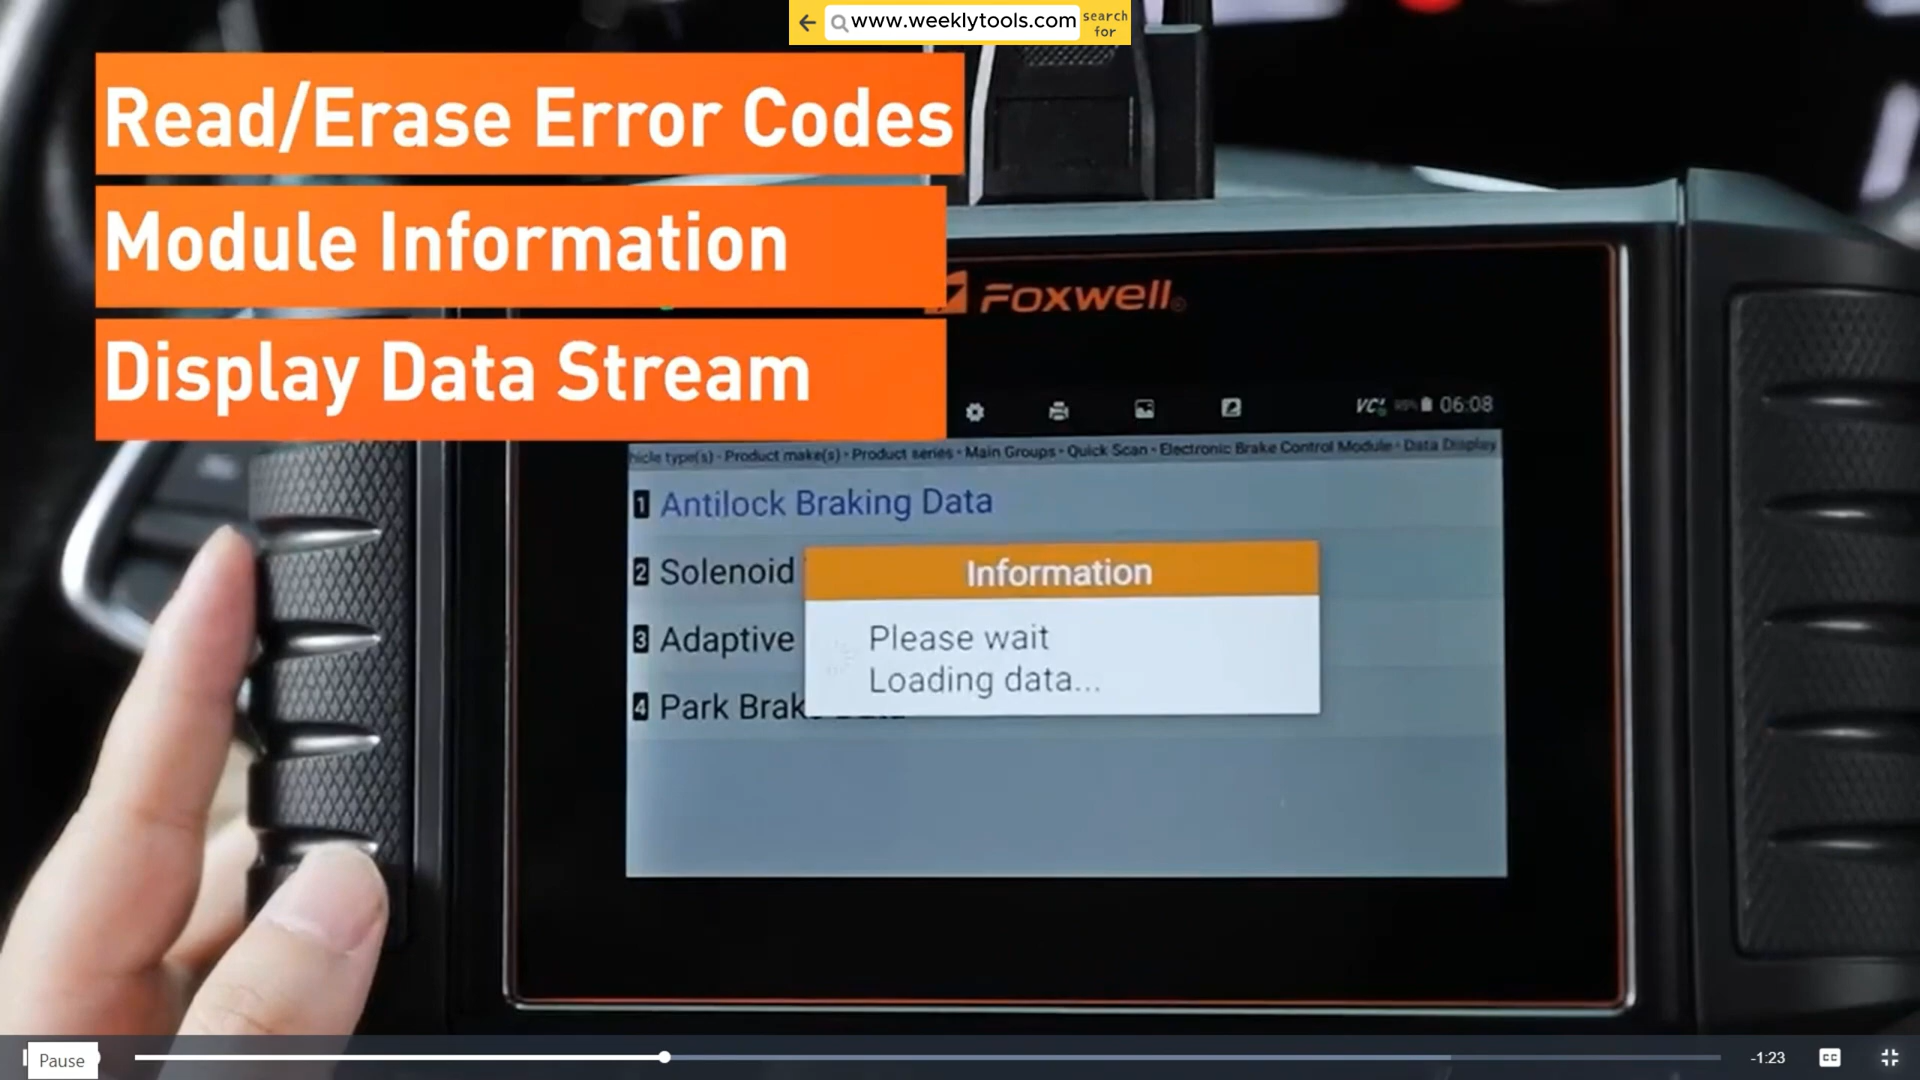 www.weeklytools.com
search
for
Read/Erase Error Codes
Module Information
Display Data Stream
Foxwell
06:08
hicle type(s) - Product make(s) - Product series - Main Groups - Quick Scan - Electronic Brake Control Module - Data Display
1 Antilock Braking Data
2 Solenoid
3 Adaptive
4 Park Brak
Information
Please wait
Loading data...
Pause
-1:23
CC